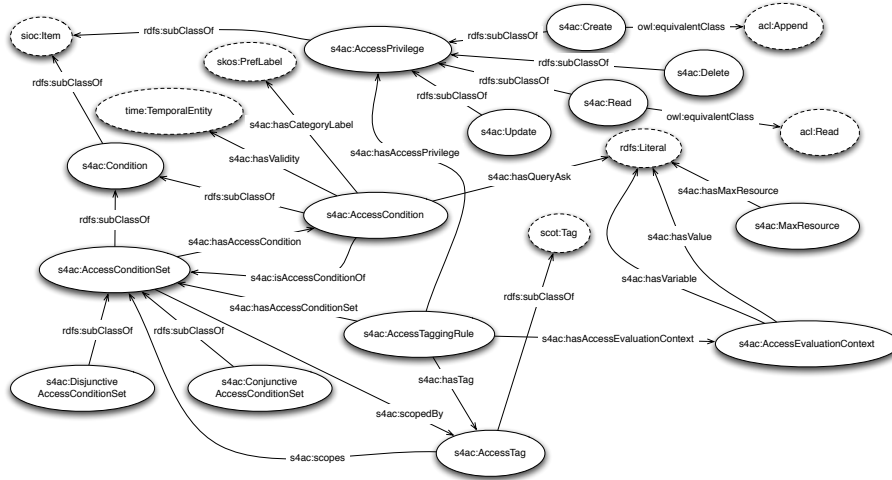 sioc:Item
rdfs:subClassOf
s4ac:AccessPrivilege
rdfs:subClassOf
s4ac:Create
owl:equivalentClass
acl:Append
skos:PrefLabel
rdfs:subClassOf
s4ac:Delete
rdfs:subClassOf
rdfs:subClassOf
rdfs:subClassOf
s4ac:Read
time:TemporalEntity
owl:equivalentClass
s4ac:hasCategoryLabel
s4ac:Update
acl:Read
s4ac:hasValidity
s4ac:hasAccessPrivilege
rdfs:Literal
s4ac:Condition
s4ac:hasQueryAsk
rdfs:subClassOf
s4ac:hasMaxResource
s4ac:AccessCondition
rdfs:subClassOf
s4ac:MaxResource
scot:Tag
s4ac:hasAccessCondition
s4ac:hasValue
s4ac:AccessConditionSet
s4ac:isAccessConditionOf
s4ac:hasVariable
rdfs:subClassOf
s4ac:hasAccessConditionSet
rdfs:subClassOf
rdfs:subClassOf
s4ac:AccessTaggingRule
s4ac:hasAccessEvaluationContext
s4ac:AccessEvaluationContext
s4ac:Disjunctive
AccessConditionSet
s4ac:Conjunctive
AccessConditionSet
s4ac:hasTag
s4ac:scopedBy
s4ac:scopes
s4ac:AccessTag